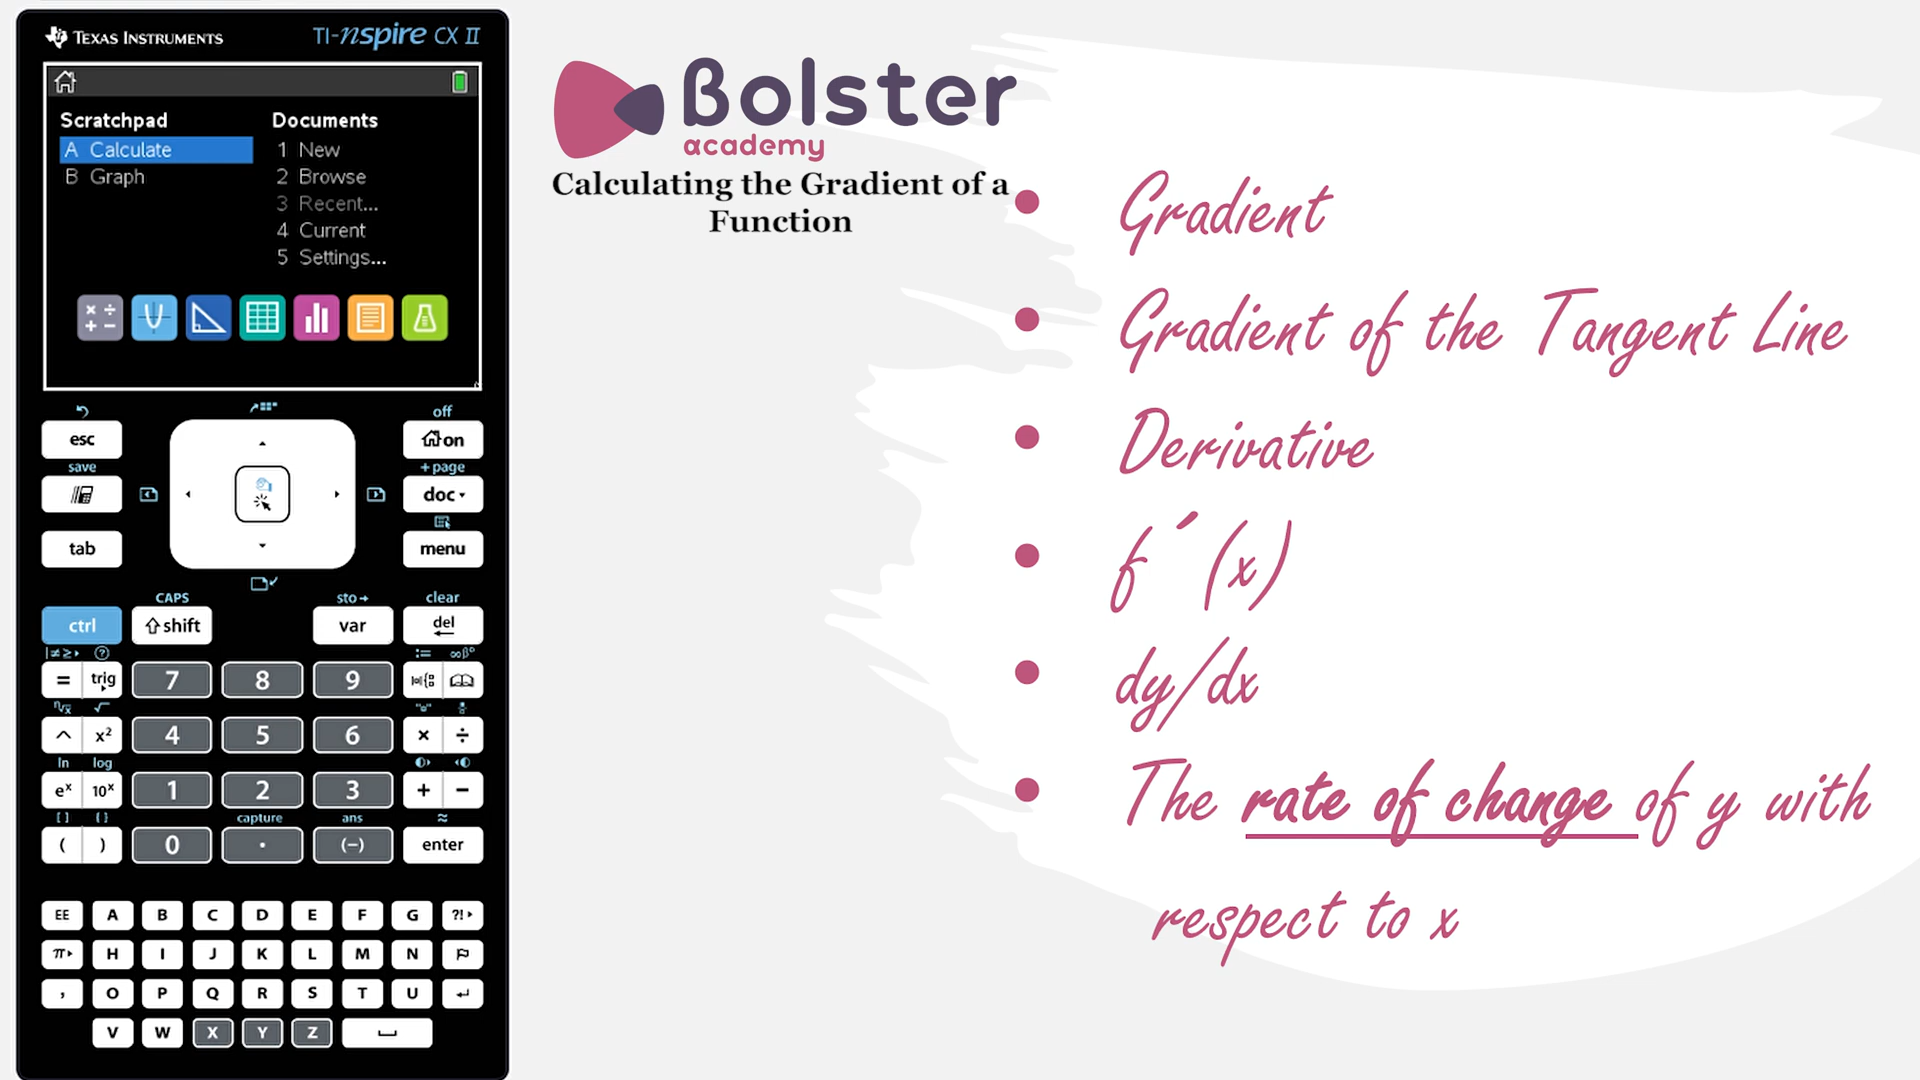 TEXAS INSTRUMENTS TI-nspire CX II
Scratchpad Documents
A Calculate 1 New
B Graph 2 Browse
3 Recent...
4 Current
5 Settings...
off
esc on
save + page
doc
tab menu
CAPS sto→ clear
ctrl shift var del
|≠≥▸ ? := ∞β°
= trig 7 8 9
ⁿ√x √
^ x² 4 5 6 × ÷
ln log
eˣ 10ˣ 1 2 3 + −
[ ] { } capture ans ≈
( ) 0 . (−) enter
EE A B C D E F G ?!▸
π▸ H I J K L M N
, O P Q R S T U ↵
V W X Y Z
Bolster
academy
Calculating the Gradient of a
Function
• Gradient
• Gradient of the Tangent Line
• Derivative
• f´(x)
• dy/dx
• The rate of change of y with
respect to x